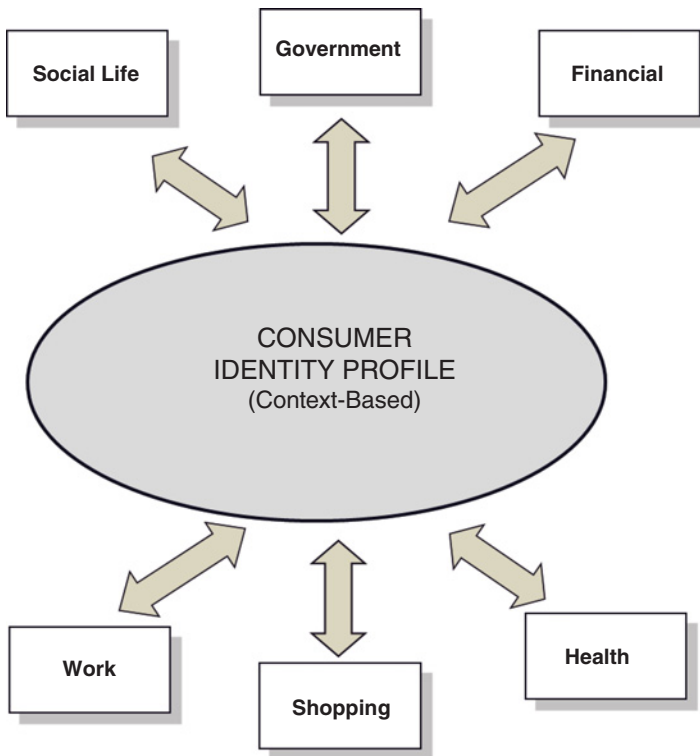 Social Life
Government
Financial
CONSUMER
IDENTITY PROFILE
(Context-Based)
Work
Shopping
Health